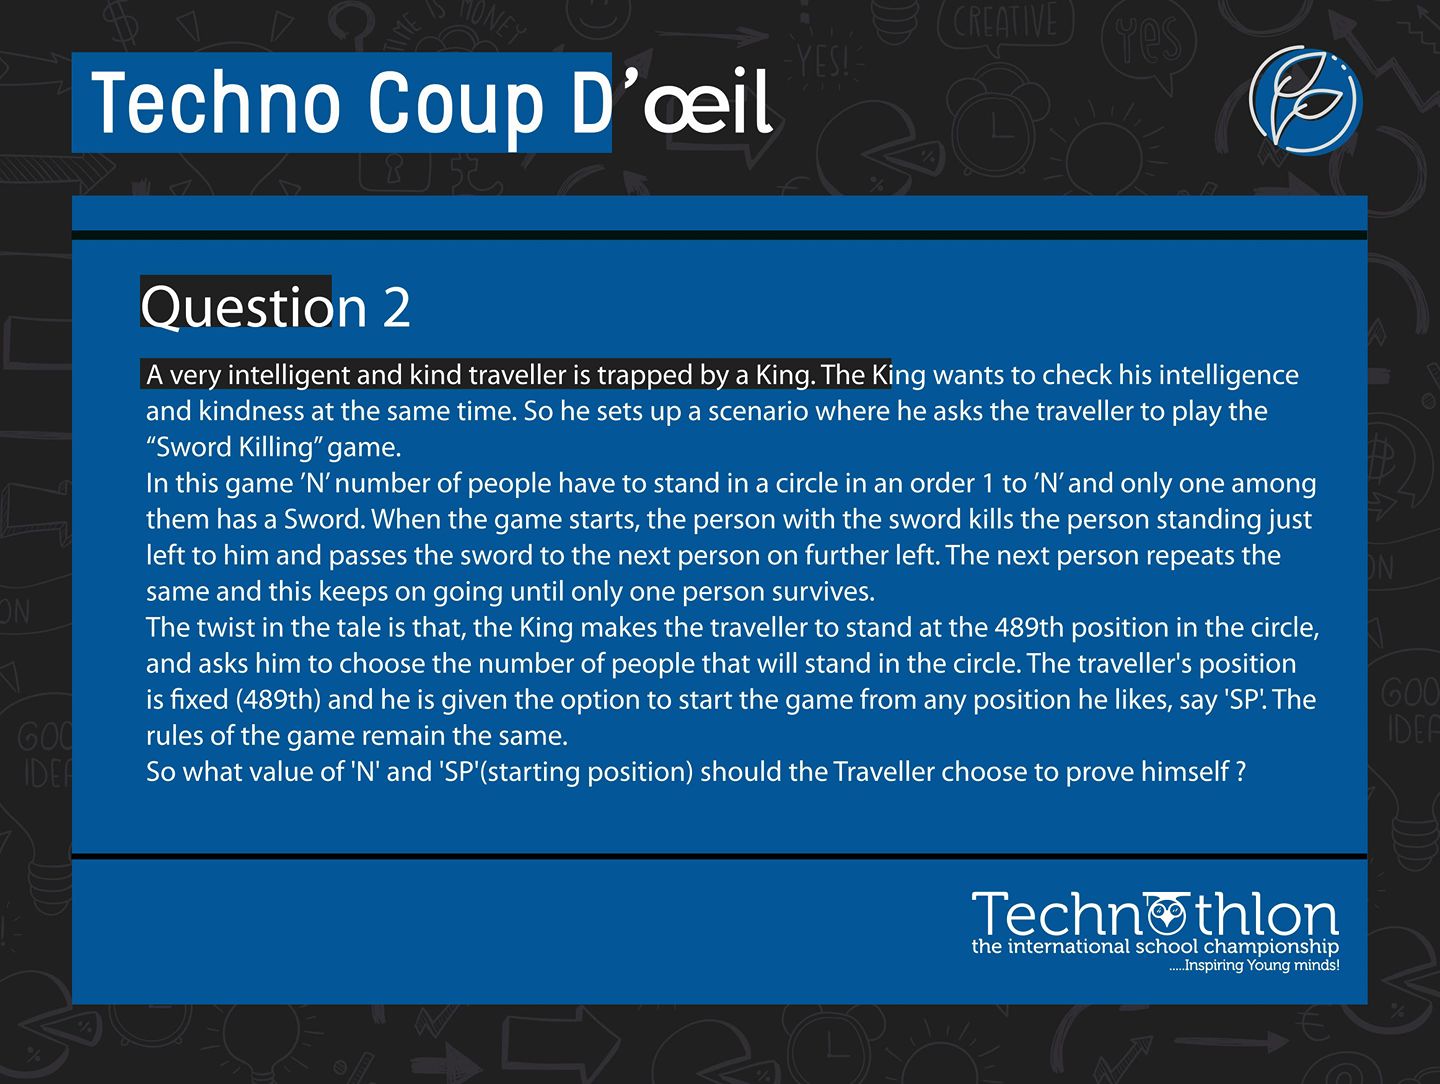 TIME IS MONEY
CREATIVE
YES!
yes
Techno Coup D’œil
Question 2
A very intelligent and kind traveller is trapped by a King. The King wants to check his intelligence
and kindness at the same time. So he sets up a scenario where he asks the traveller to play the
“Sword Killing” game.
In this game ’N’ number of people have to stand in a circle in an order 1 to ’N’ and only one among
them has a Sword. When the game starts, the person with the sword kills the person standing just
left to him and passes the sword to the next person on further left. The next person repeats the
same and this keeps on going until only one person survives.
The twist in the tale is that, the King makes the traveller to stand at the 489th position in the circle,
and asks him to choose the number of people that will stand in the circle. The traveller's position
is fixed (489th) and he is given the option to start the game from any position he likes, say 'SP'. The
rules of the game remain the same.
So what value of 'N' and 'SP'(starting position) should the Traveller choose to prove himself ?
GOOD
IDEA
GOO
IDEA
Technothlon
the international school championship
.....Inspiring Young minds!